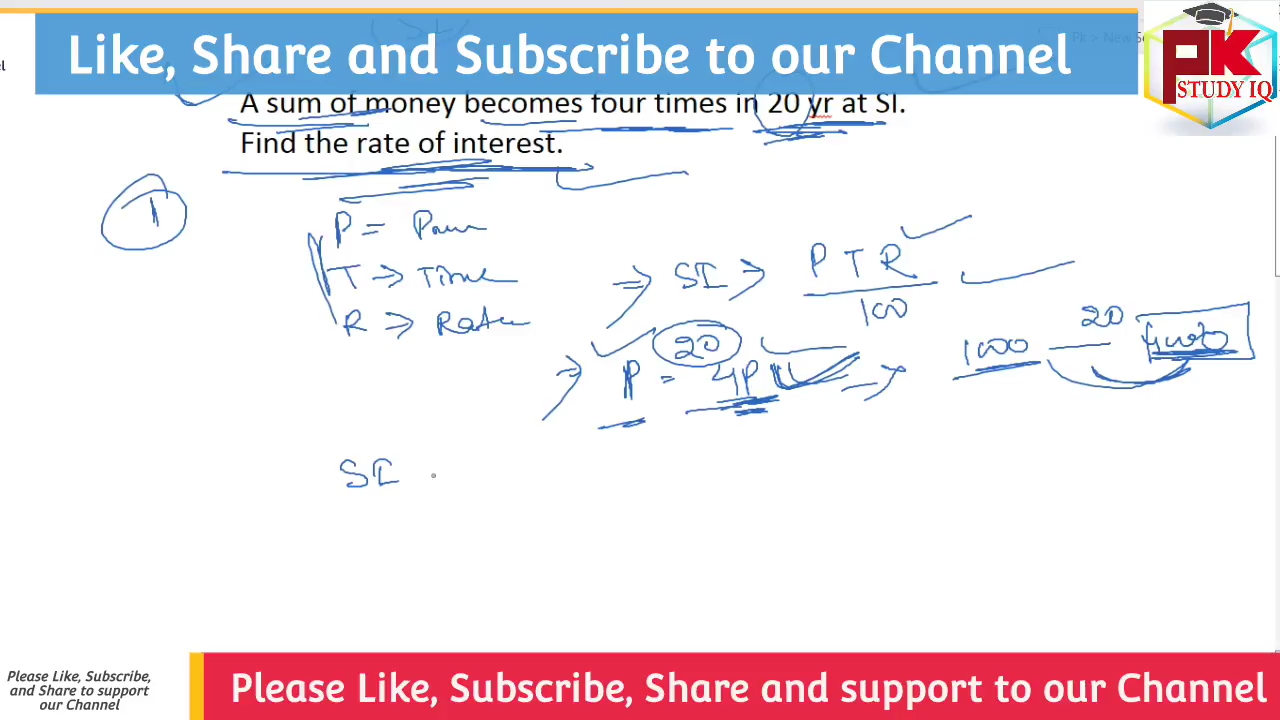 Like, Share and Subscribe to our Channel
PK
STUDY IQ
A sum of money becomes four times in 20 yr at SI.
Find the rate of interest.
1
P =
T → Time
R → Rate
⇒ SI → P T R
100
⇒ P = 4P
20
⇒ 1000 — 4000
20
SI
Please Like, Subscribe,
and Share to support
our Channel
Please Like, Subscribe, Share and support to our Channel